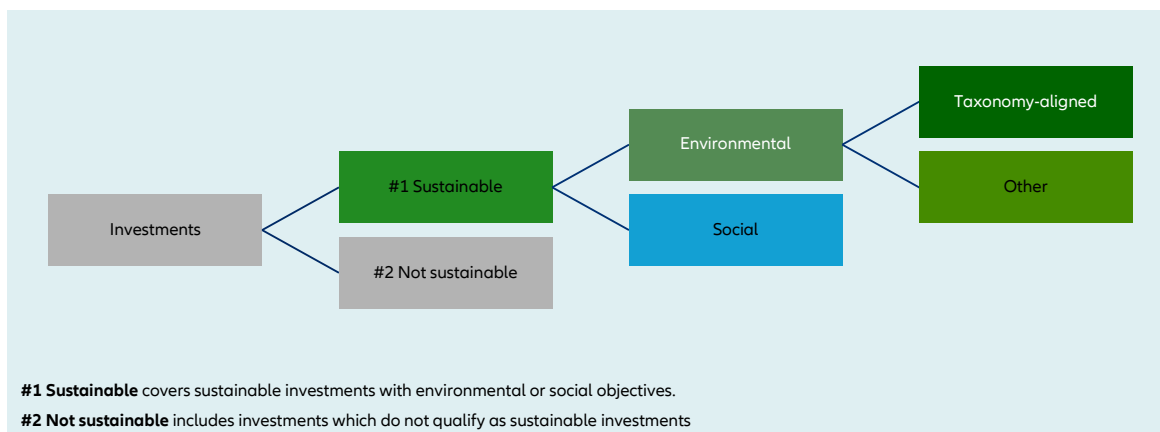 Taxonomy-aligned
Environmental
#1 Sustainable
Other
Investments
Social
#2 Not sustainable
#1 Sustainable covers sustainable investments with environmental or social objectives.
#2 Not sustainable includes investments which do not qualify as sustainable investments